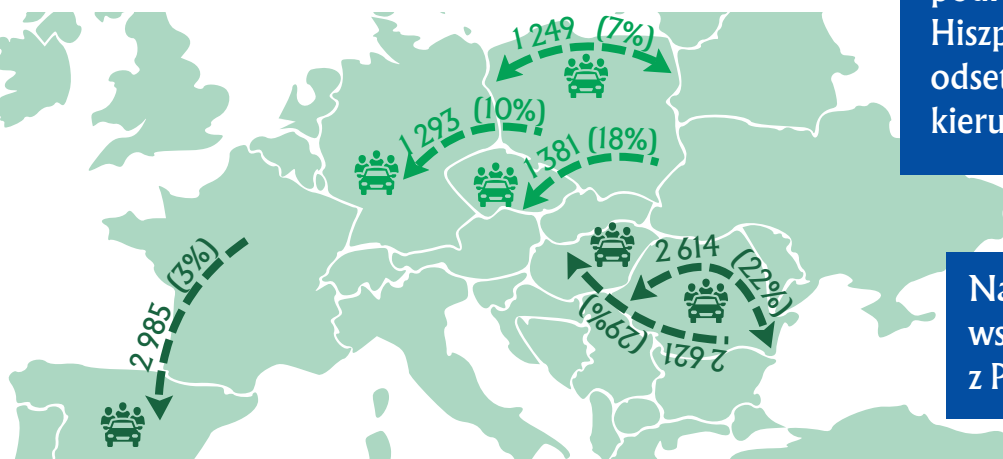 Hiszp
odset
kieru
1 249 (7%)
1 293 (10%)
1 381 (18%)
2 614 (22%)
2 621 (29%)
2 985 (3%)
Na
ws
z P